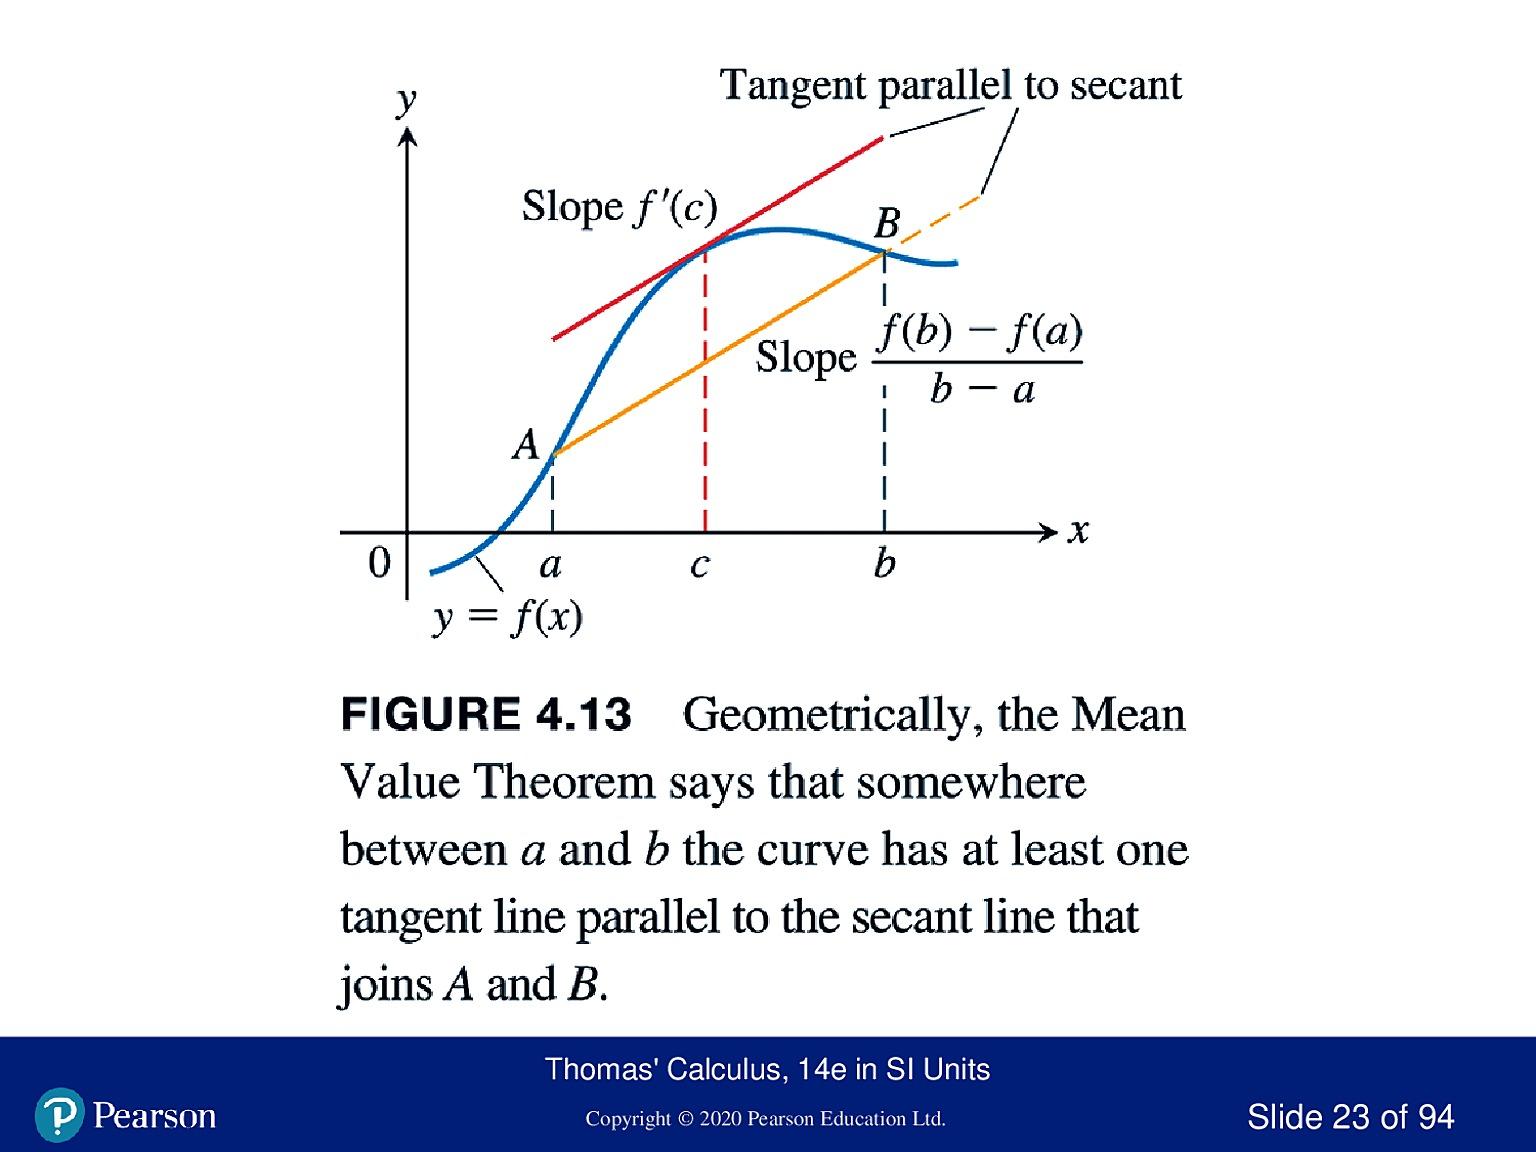 Tangent parallel to secant
y
Slope f′(c)
B
Slope f(b) − f(a)
b − a
A
x
0 a c b
y = f(x)
FIGURE 4.13 Geometrically, the Mean
Value Theorem says that somewhere
between a and b the curve has at least one
tangent line parallel to the secant line that
joins A and B.
Thomas' Calculus, 14e in SI Units
Pearson
Copyright © 2020 Pearson Education Ltd.
Slide 23 of 94